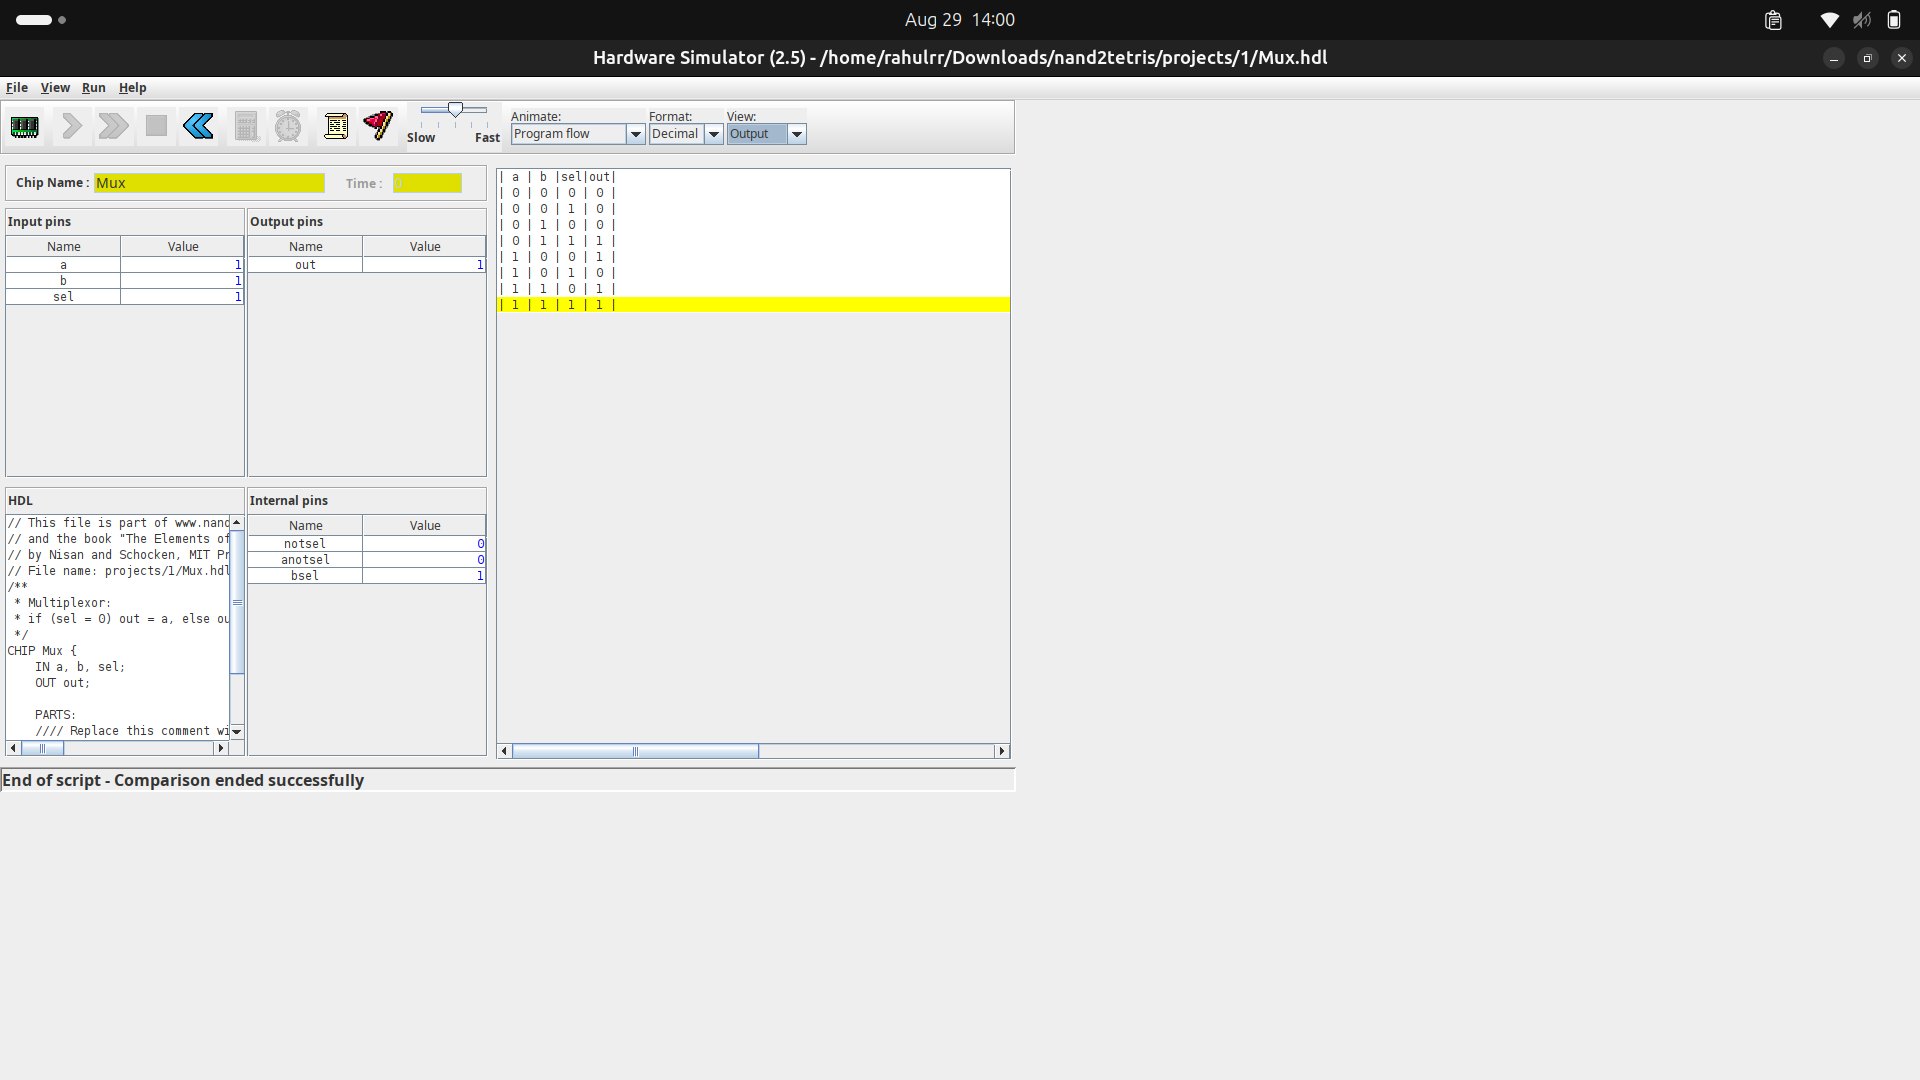 Aug 29 14:00
Hardware Simulator (2.5) - /home/rahulrr/Downloads/nand2tetris/projects/1/Mux.hdl
File View Run Help
Slow Fast
Animate: Format: View:
Program flow Decimal Output
Chip Name : Mux Time : 0
Input pins
Name Value
a 1
b 1
sel 1
Output pins
Name Value
out 1
| a | b |sel|out|
| 0 | 0 | 0 | 0 |
| 0 | 0 | 1 | 0 |
| 0 | 1 | 0 | 0 |
| 0 | 1 | 1 | 1 |
| 1 | 0 | 0 | 1 |
| 1 | 0 | 1 | 0 |
| 1 | 1 | 0 | 1 |
| 1 | 1 | 1 | 1 |
HDL
// This file is part of www.nand
// and the book "The Elements of
// by Nisan and Schocken, MIT Pr
// File name: projects/1/Mux.hdl
/**
* Multiplexor:
* if (sel = 0) out = a, else ou
*/
CHIP Mux {
IN a, b, sel;
OUT out;
PARTS:
//// Replace this comment wi
Internal pins
Name Value
notsel 0
anotsel 0
bsel 1
End of script - Comparison ended successfully